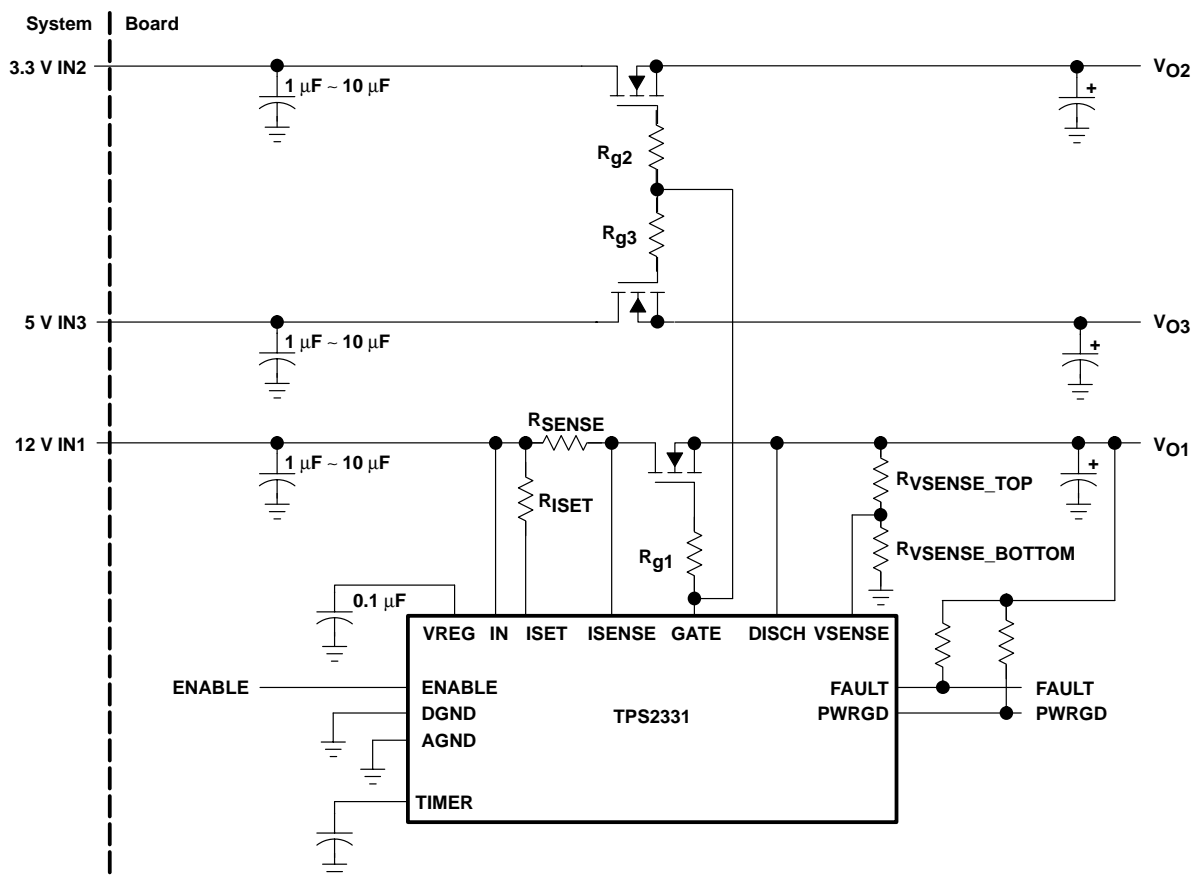 System Board
3.3 V IN2
1 μF ~ 10 μF
+
VO2
Rg2
Rg3
5 V IN3
1 μF ~ 10 μF
+
VO3
12 V IN1
1 μF ~ 10 μF
RSENSE
RISET
Rg1
RVSENSE_TOP
RVSENSE_BOTTOM
+
VO1
0.1 μF
VREG IN ISET ISENSE GATE DISCH VSENSE
ENABLE ENABLE
DGND
AGND
TIMER
TPS2331
FAULT FAULT
PWRGD PWRGD